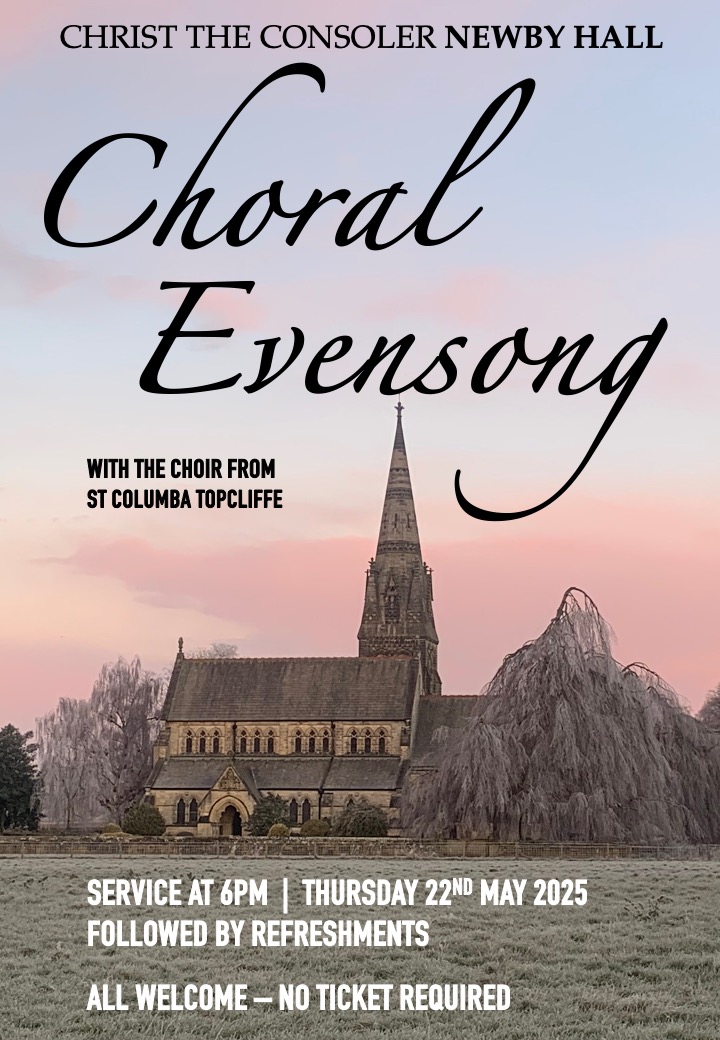 CHRIST THE CONSOLER NEWBY HALL
Choral
Evensong
WITH THE CHOIR FROM
ST COLUMBA TOPCLIFFE
SERVICE AT 6PM | THURSDAY 22ND MAY 2025
FOLLOWED BY REFRESHMENTS
ALL WELCOME – NO TICKET REQUIRED